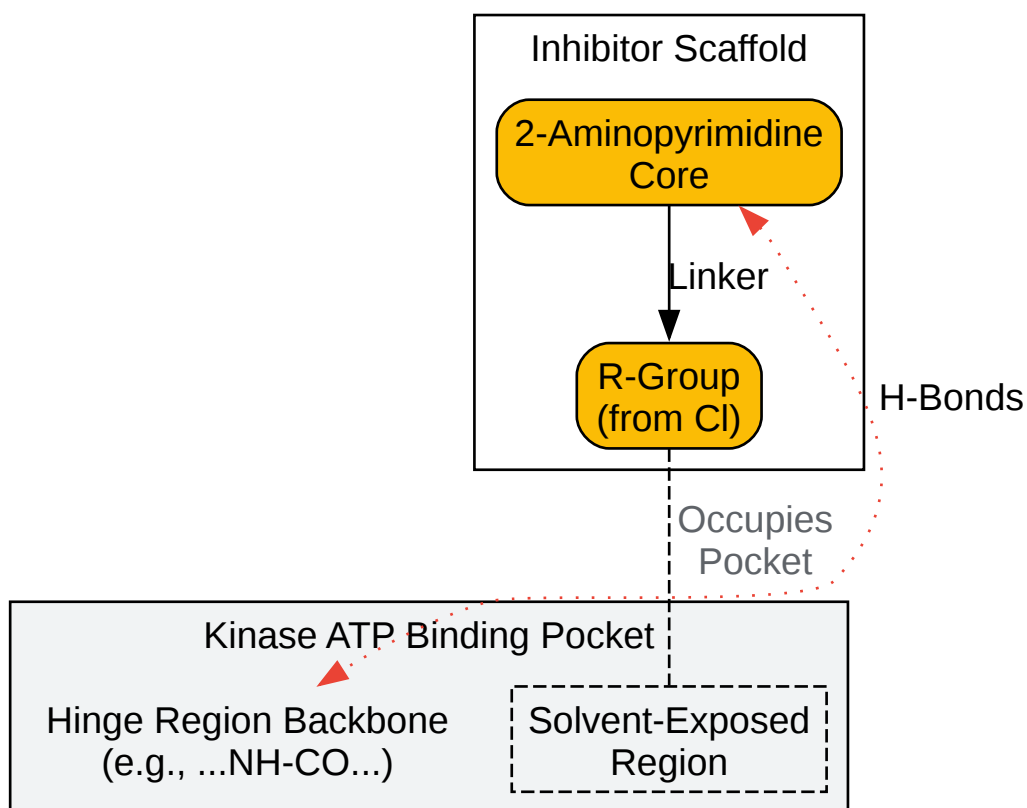 Inhibitor Scaffold
2-Aminopyrimidine
Core
Linker
R-Group
(from Cl)
H-Bonds
Occupies
Pocket
Kinase ATP Binding Pocket
Hinge Region Backbone
(e.g., ...NH-CO...)
Solvent-Exposed
Region